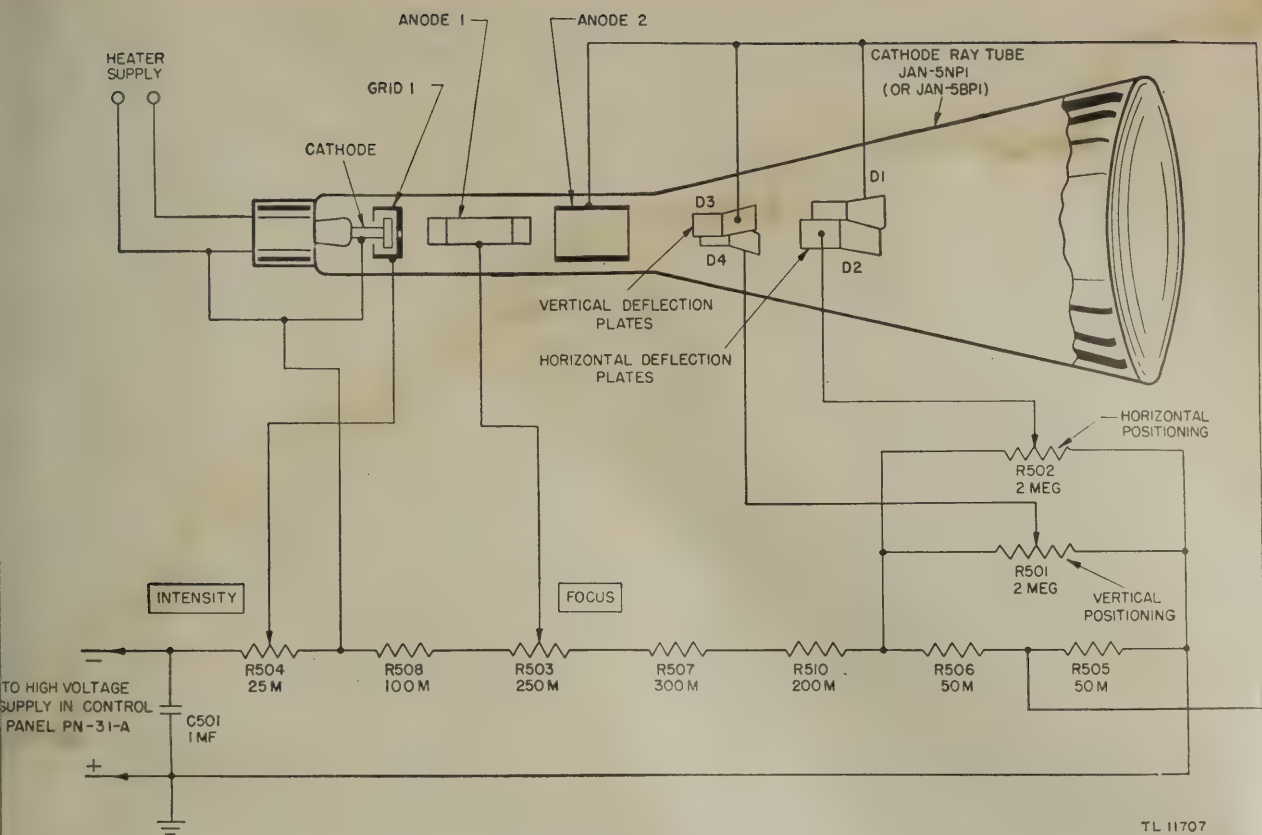 ANODE 1
ANODE 2
HEATER
SUPPLY
GRID 1
CATHODE
CATHODE RAY TUBE
JAN-5NP1
(OR JAN-5BP1)
D1
D3
D4
D2
VERTICAL DEFLECTION
PLATES
HORIZONTAL DEFLECTION
PLATES
HORIZONTAL
POSITIONING
R502
2 MEG
R501
2 MEG
VERTICAL
POSITIONING
INTENSITY
FOCUS
−
R504
25 M
R508
100 M
R503
250 M
R507
300 M
R510
200 M
R506
50 M
R505
50 M
TO HIGH VOLTAGE
SUPPLY IN CONTROL
PANEL PN-31-A
C501
1 MF
+
TL 11707